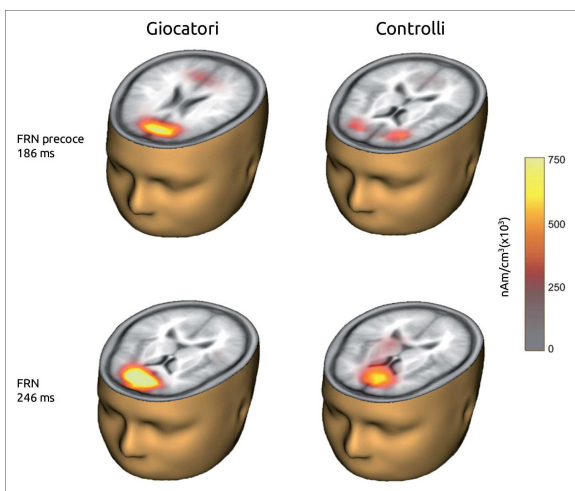 Giocatori
Controlli
FRN precoce
186 ms
FRN
246 ms
750
500
250
0
nAm/cm³(x10³)